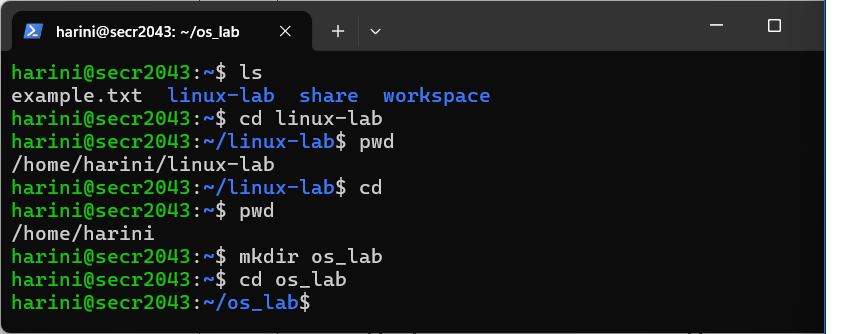 harini@secr2043: ~/os_lab
harini@secr2043:~$ ls
example.txt  linux-lab  share  workspace
harini@secr2043:~$ cd linux-lab
harini@secr2043:~/linux-lab$ pwd
/home/harini/linux-lab
harini@secr2043:~/linux-lab$ cd
harini@secr2043:~$ pwd
/home/harini
harini@secr2043:~$ mkdir os_lab
harini@secr2043:~$ cd os_lab
harini@secr2043:~/os_lab$